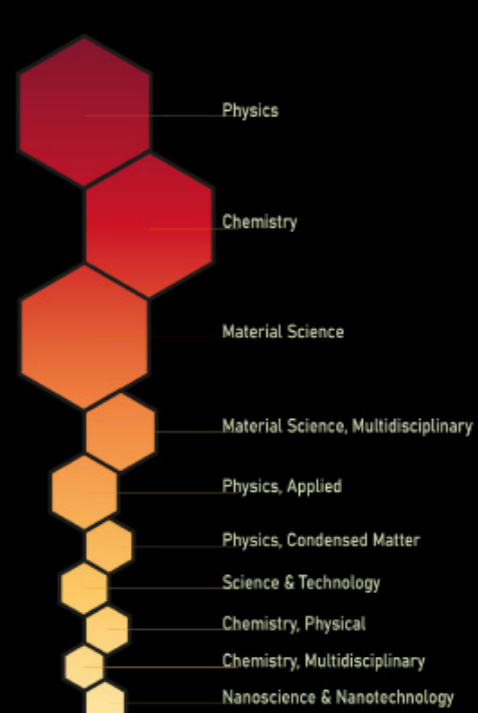 Physics
Chemistry
Material Science
Material Science, Multidisciplinary
Physics, Applied
Physics, Condensed Matter
Science & Technology
Chemistry, Physical
Chemistry, Multidisciplinary
Nanoscience & Nanotechnology